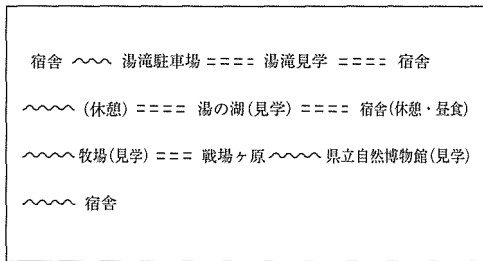 宿舎 〜〜 湯滝駐車場 ==== 湯滝見学 ==== 宿舎
〜〜〜 (休憩) ==== 湯の湖(見学) ==== 宿舎(休憩・昼食)
〜〜〜 牧場(見学) === 戦場ヶ原 〜〜〜 県立自然博物館(見学)
〜〜〜 宿舎